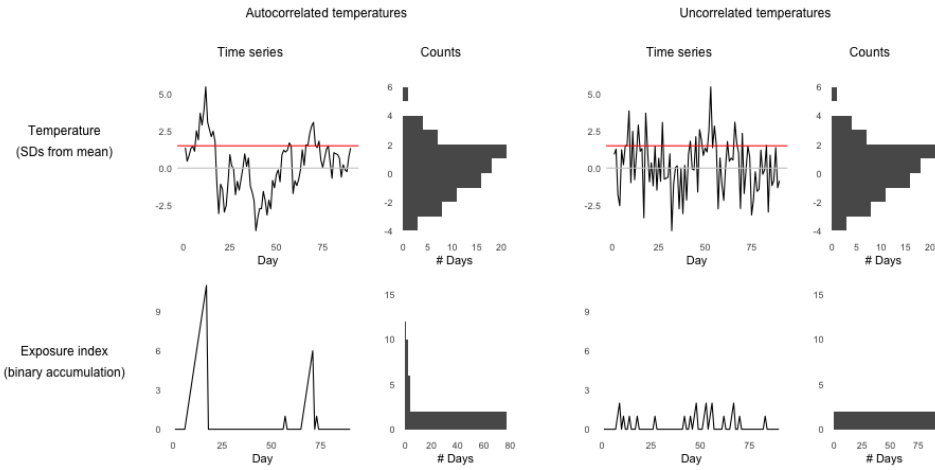 Autocorrelated temperatures
Uncorrelated temperatures
Time series
Counts
Time series
Counts
Temperature
(SDs from mean)
5.0
2.5
0.0
-2.5
0 25 50 75
Day
6
4
2
0
-2
-4
0 5 10 15 20
# Days
5.0
2.5
0.0
-2.5
0 25 50 75
Day
6
4
2
0
-2
-4
0 5 10 15 20
# Days
Exposure index
(binary accumulation)
9
6
3
0
0 25 50 75
Day
15
10
5
0
0 20 40 60 80
# Days
9
6
3
0
0 25 50 75
Day
15
10
5
0
0 20 40 60 80
# Days